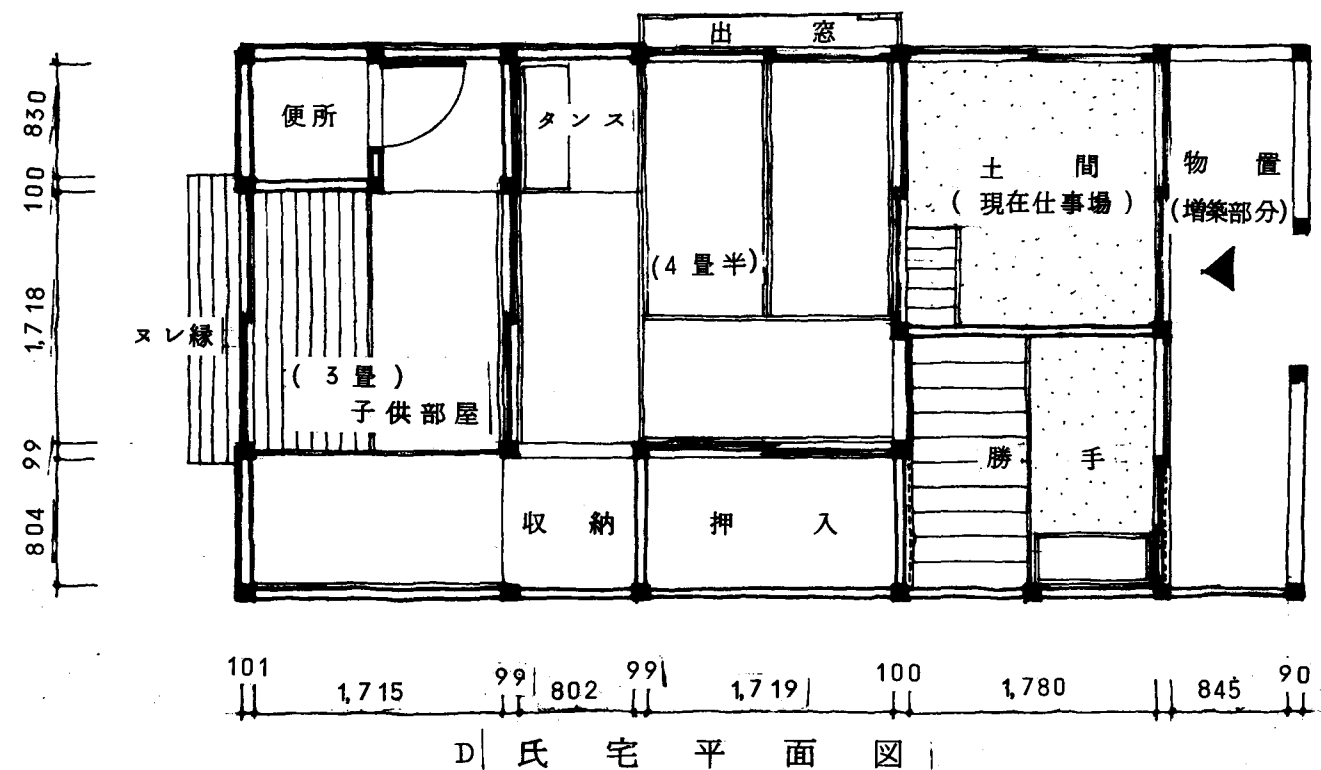 出 窓
便所
タンス
土 間
(現在仕事場)
物 置
(増築部分)
(4畳半)
ヌレ縁
(3畳)
子供部屋
勝 手
収 納
押 入
830
100
1,718
99
804
101
1,715
99
802
99
1,719
100
1,780
845
90
D氏宅平面図